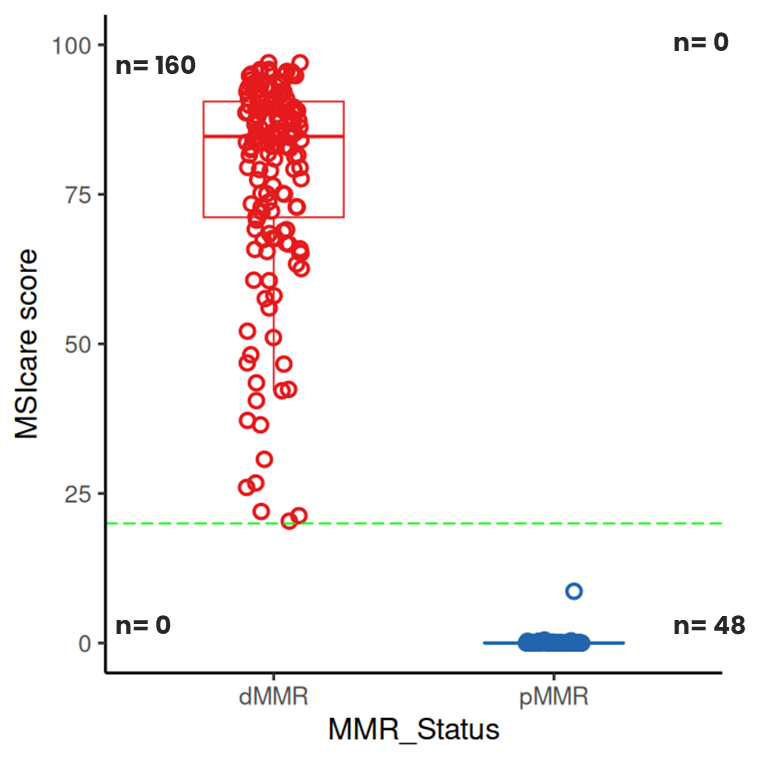 100
n= 160
n= 0
75
50
25
0
n= 0
n= 48
MSIcare score
dMMR
pMMR
MMR_Status